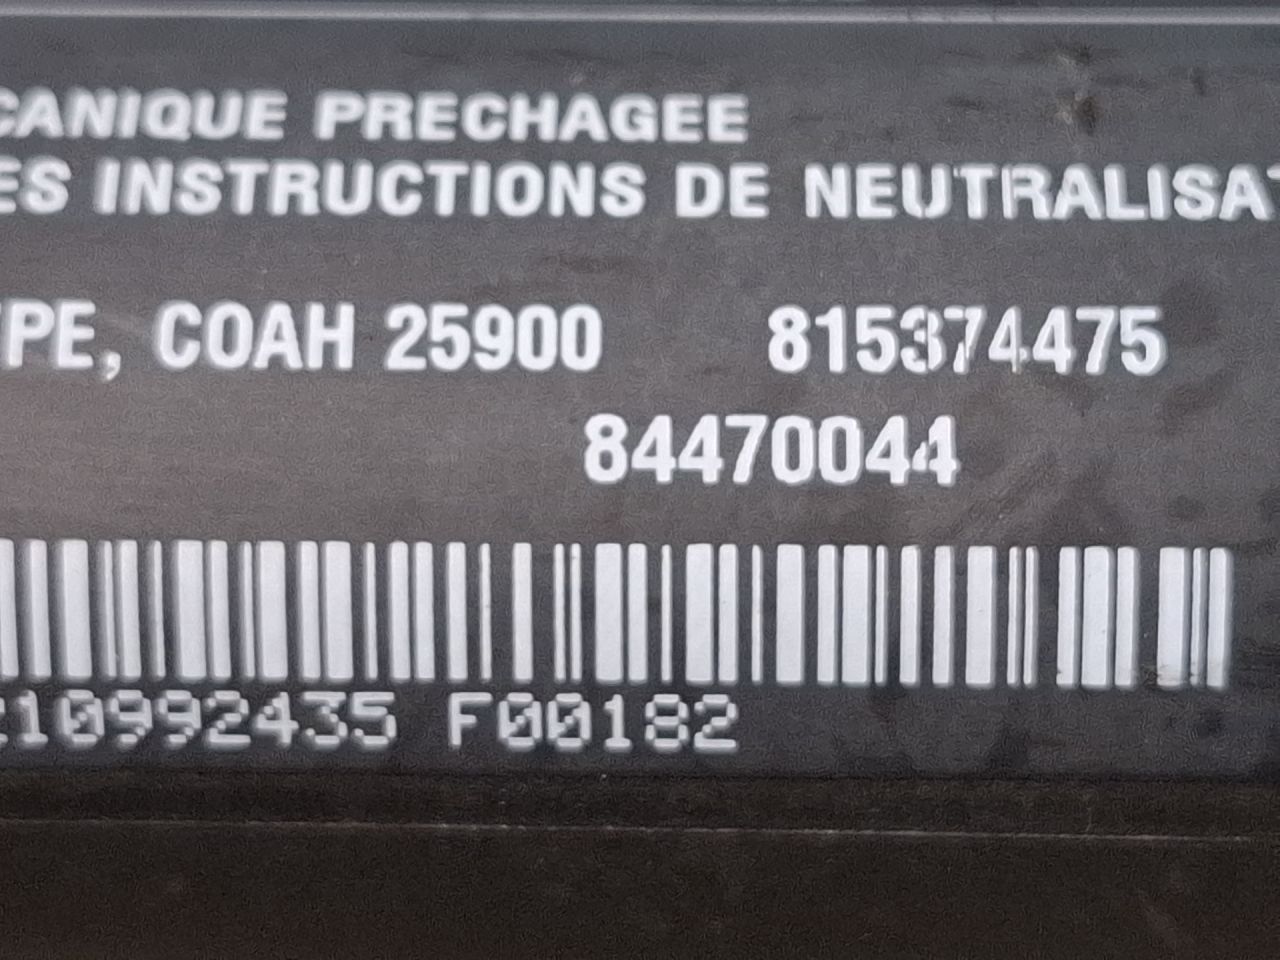 CANIQUE PRECHAGEE
ES INSTRUCTIONS DE NEUTRALISAT
PE, COAH 25900 815374475
84470044
10992435 F00182